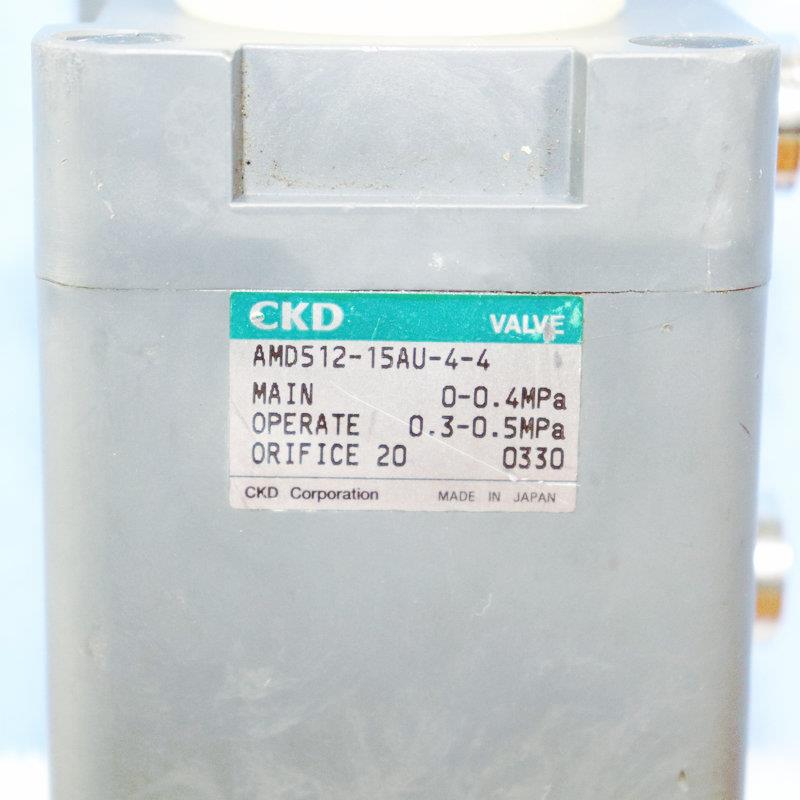 CKD VALVE
AMD512-15AU-4-4
MAIN 0-0.4MPa
OPERATE 0.3-0.5MPa
ORIFICE 20 0330
CKD Corporation MADE IN JAPAN